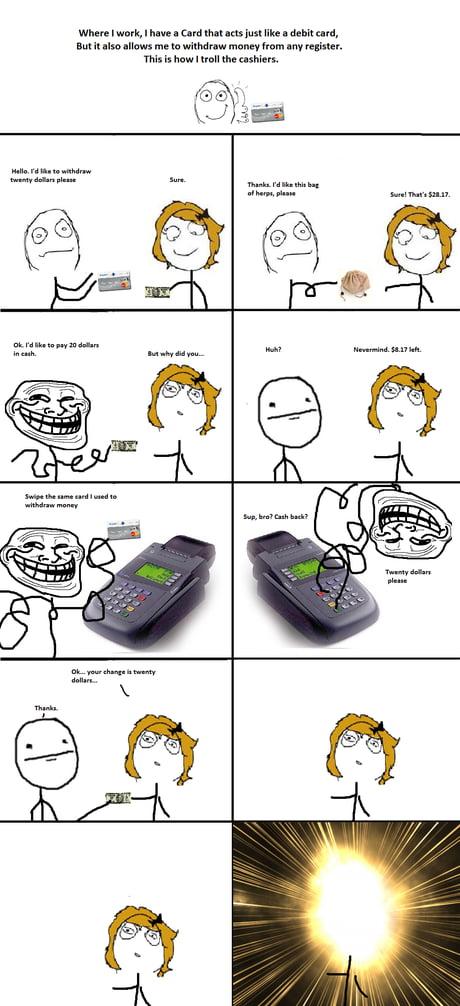 Where I work, I have a Card that acts just like a debit card,
But it also allows me to withdraw money from any register.
This is how I troll the cashiers.
Hello. I'd like to withdraw
twenty dollars please
Sure.
Thanks. I'd like this bag
of herps, please
Sure! That's $28.17.
Ok. I'd like to pay 20 dollars
in cash.
But why did you...
Huh?
Nevermind. $8.17 left.
Swipe the same card I used to
withdraw money
Sup, bro? Cash back?
Twenty dollars
please
Ok... your change is twenty
dollars...
Thanks.